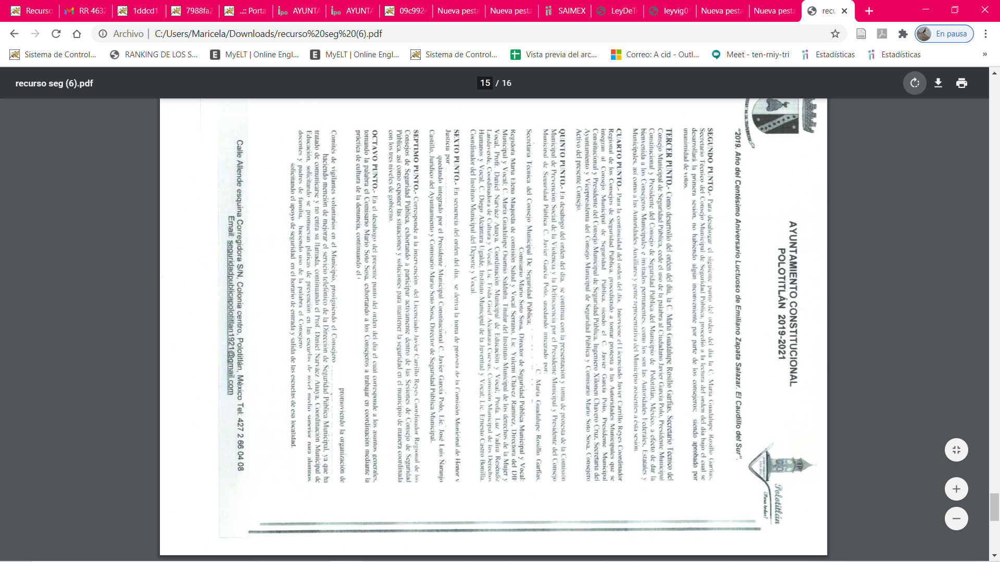 Recurso
RR 4632
1ddcd1
7988fa2
..:: Porta
AYUNTA
AYUNTA
09c9924
Nueva pesta
Nueva pesta
SAIMEX
LeyDeTr
leyvig01
Nueva pesta
Nueva pesta
recu
Archivo
C:/Users/Maricela/Downloads/recurso%20seg%20(6).pdf
En pausa
Sistema de Control...
RANKING DE LOS S...
MyELT | Online Engl...
MyELT | Online Engl...
Sistema de Control...
Vista previa del arc...
Correo: A cid - Outl...
Meet - ten-rniy-tri
Estadísticas
Estadísticas
»
recurso seg (6).pdf
15 / 16
AYUNTAMIENTO CONSTITUCIONAL
POLOTITLÁN 2019-2021
Polotitlán
¡Para todos!
"2019. Año del Centésimo Aniversario Luctuoso de Emiliano Zapata Salazar. El Caudillo del Sur".
SEGUNDO PUNTO.- Para desahogar el siguiente punto del orden del día la C. María Guadalupe Rosillo Garfias,
Secretario Técnico del Consejo Municipal de Seguridad Pública, procedió a la lectura del orden del día bajo el cual se
desarrollará la primera sesión, no habiendo algún inconveniente por parte de los consejeros; siendo aprobado por
unanimidad de votos.
TERCER PUNTO.- Como desarrollo del orden del día, la C. María Guadalupe Rosillo Garfias, Secretario Técnico del
Consejo Municipal de Seguridad Pública, cede el uso de la palabra al Ciudadano Javier García Polo, Presidente Municipal
Constitucional y Presidente del Consejo de Seguridad Pública del Municipio de Polotitlán, México, a efecto de dar la
bienvenida a los Consejeros Municipales e invitados permanentes, como los son las Autoridades Federales, Estatales y
Municipales, así como a las Autoridades Auxiliares y gente representativa del Municipio asistentes a ésta sesión.
CUARTO PUNTO.- Para la continuidad del orden del día, Interviene el Licenciado Javier Carrillo Reyes Coordinador
Regional de los Consejos de Seguridad Pública, procediendo a tomar protesta a las Autoridades Municipales que se
integran al Consejo Municipal de Seguridad Pública, siendo el C. Javier García Polo, Presidente Municipal
Constitucional y Presidente del Consejo Municipal de Seguridad Pública, Ingeniero Xilonen Chavero Cruz, Secretaria del
Ayuntamiento y Vicepresidenta del Consejo Municipal de Seguridad Pública y Comisario Mario Soto Sosa, Consejero
Activo del presente Consejo.
QUINTO PUNTO.- En desahogo del orden del día, se continua con la presentación y toma de protesta de la Comisión
Municipal de Prevención Social de la Violencia y la Delincuencia por el Presidente Municipal y Presidente del Consejo
Municipal de Seguridad Pública C. Javier García Polo, quedando integrado por:
Secretaria Técnica del Consejo Municipal De Seguridad Pública; C. María Guadalupe Rosillo Garfias,
Comisario Mario Soto Sosa, Director de Seguridad Pública Municipal y Vocal;
Regidora María Elena Maqueda de comisión Salud y Vocal Serrano, Lic. Yulemi Chávez Ramírez, Directora del DIF
Municipal y Vocal; C. María Guadalupe Osornio Saldaña, Titular del Instituto Municipal de los derechos de la Mujer y
Vocal, Profr. Daniel Narváez Anaya, Coordinación Municipal de Educación y Vocal; Profa. Luz Yadira Reséndiz
Landaverde, Coordinadora de Cultura y Vocal, Lic. Frida Gisel Alcántara Cuevas, Comisión Municipal de los Derechos
Humanos y Vocal, C. Diego Alcántara Ugalde, Instituto Municipal de la Juventud y Vocal; Lic. Ernesto Castro Bonilla,
Coordinador del Instituto Municipal del Deporte y Vocal.
SEXTO PUNTO.- En secuencia del orden del día, se deriva la toma de protesta de la Comisión Municipal de Honor y
Justicia por
quedando integrado por el Presidente Municipal Constitucional C. Javier García Polo, Lic. José Luis Naranjo
Castillo, Jurídico del Ayuntamiento y Comisario Mario Soto Sosa, Director de Seguridad Pública Municipal.
SEPTIMO PUNTO.- Corresponde a la intervención del Licenciado Javier Carrillo Reyes Coordinador Regional de los
Consejos de Seguridad Pública, exhortando a participar activamente dentro de las Sesiones de Consejo de Seguridad
Pública, así como exponer las situaciones y soluciones para mantener la seguridad en el municipio de manera coordinada
con los tres niveles de gobierno.
OCTAVO PUNTO.- En el desahogo del presente punto del orden del día el cual corresponde a los asuntos generales,
tomando la palabra el Comisario Mario Soto Sosa, exhortando a los Consejeros a trabajar en coordinación mediante la
práctica de cultura de la denuncia, continuando el
promoviendo la organización de
Comités de vigilantes voluntarios en el Municipio, prosiguiendo el Consejero
haciendo mención de mejorar el servicio telefónico de la Dirección de Seguridad Pública Municipal, ya que ha
tratado de comunicarse y no entra su llamada, continuando el Prof. Daniel Narváez Anaya, Coordinación Municipal de
Educación, solicitando se promuevan platicas de prevención en las escuelas de nivel medio superior para alumnos,
docentes y padres de familia, haciendo uso de la palabra el Consejero
solicitando el apoyo de seguridad en el horario de entrada y salida de las escuelas de esa localidad.
Calle Allende esquina Corregidora S/N, Colonia centro, Polotitlán, México Tel: 427 2 66 04 08
Email: seguridadpublicapolotitlan1921@gmail.com